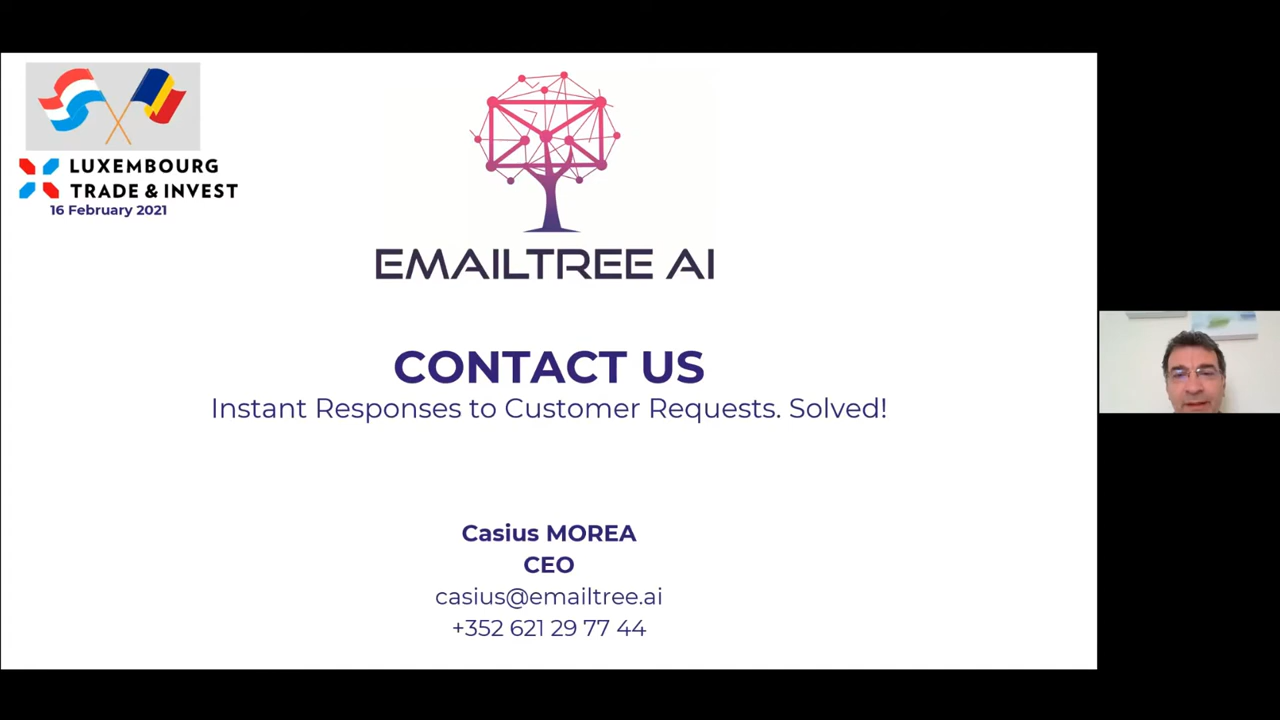 LUXEMBOURG
TRADE & INVEST
16 February 2021
EMAILTREE AI
CONTACT US
Instant Responses to Customer Requests. Solved!
Casius MOREA
CEO
casius@emailtree.ai
+352 621 29 77 44